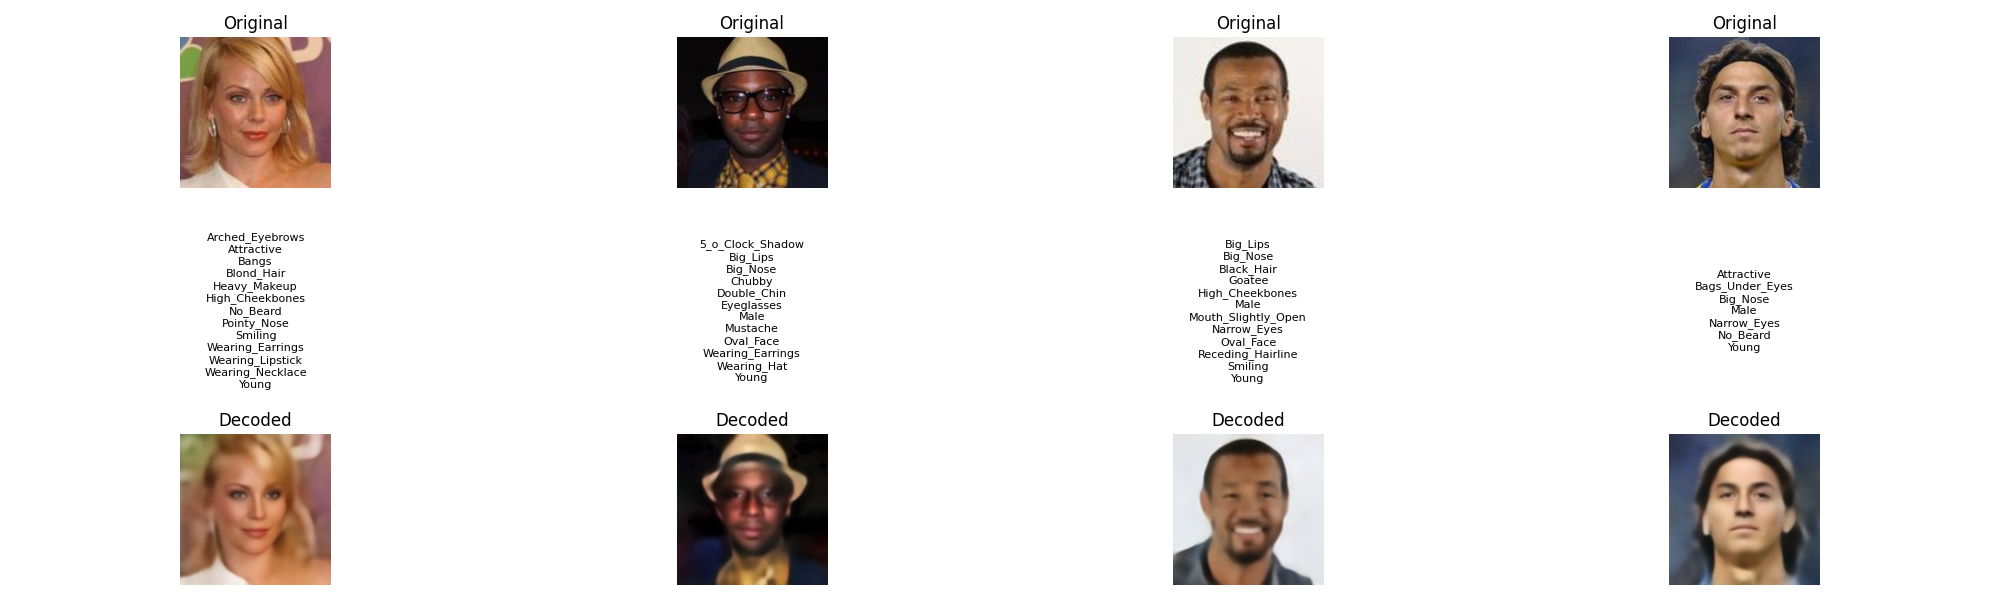 Original
Original
Original
Original
Arched_Eyebrows
Attractive
Bangs
Blond_Hair
Heavy_Makeup
High_Cheekbones
No_Beard
Pointy_Nose
Smiling
Wearing_Earrings
Wearing_Lipstick
Wearing_Necklace
Young
5_o_Clock_Shadow
Big_Lips
Big_Nose
Chubby
Double_Chin
Eyeglasses
Male
Mustache
Oval_Face
Wearing_Earrings
Wearing_Hat
Young
Big_Lips
Big_Nose
Black_Hair
Goatee
High_Cheekbones
Male
Mouth_Slightly_Open
Narrow_Eyes
Oval_Face
Receding_Hairline
Smiling
Young
Attractive
Bags_Under_Eyes
Big_Nose
Male
Narrow_Eyes
No_Beard
Young
Decoded
Decoded
Decoded
Decoded